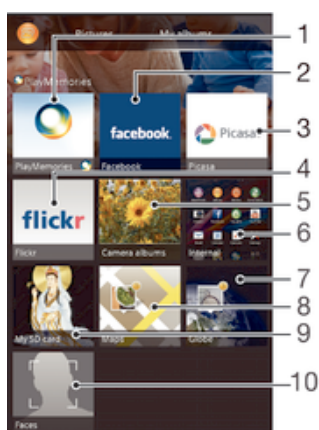 Pictures My albums
1
PlayMemories
2
facebook.
Picasa
3
PlayMemories Facebook Picasa
4
flickr
5
Flickr Camera albums Internal
6
7
8
My SD card Maps Globe
9
10
Faces